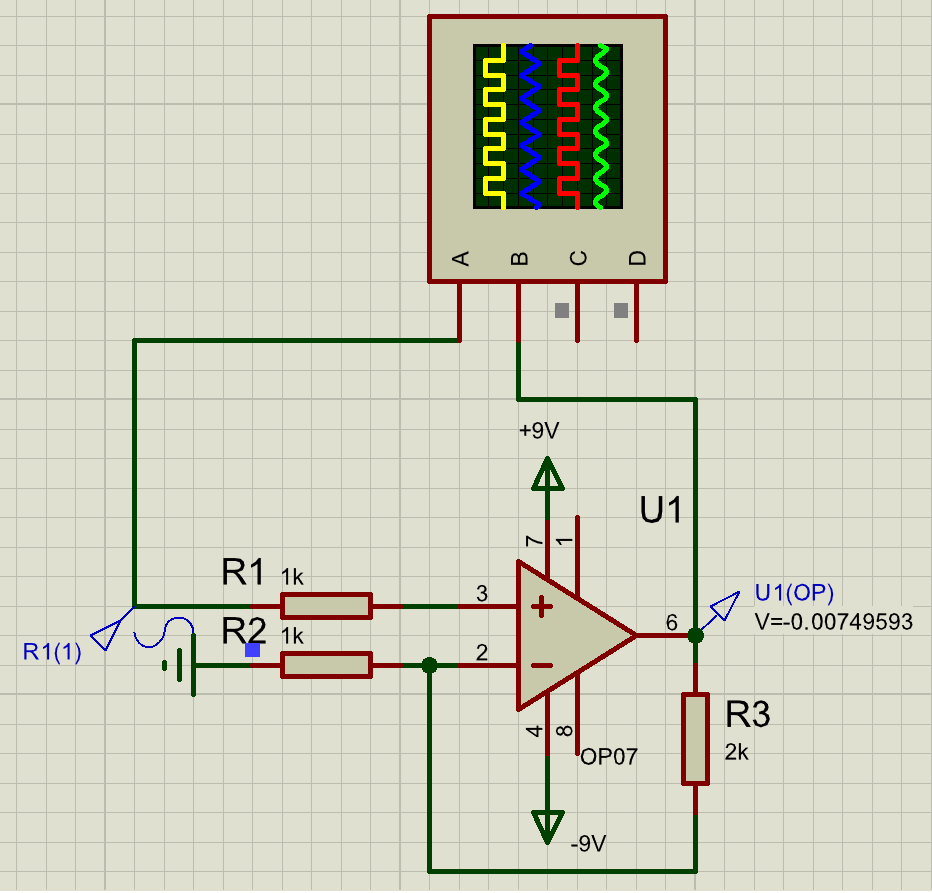 A B C D
+9V
U1
7 1
R1 1k
3
6
U1(OP)
V=-0.00749593
R1(1)
R2 1k
2
4 8
OP07
R3
2k
-9V